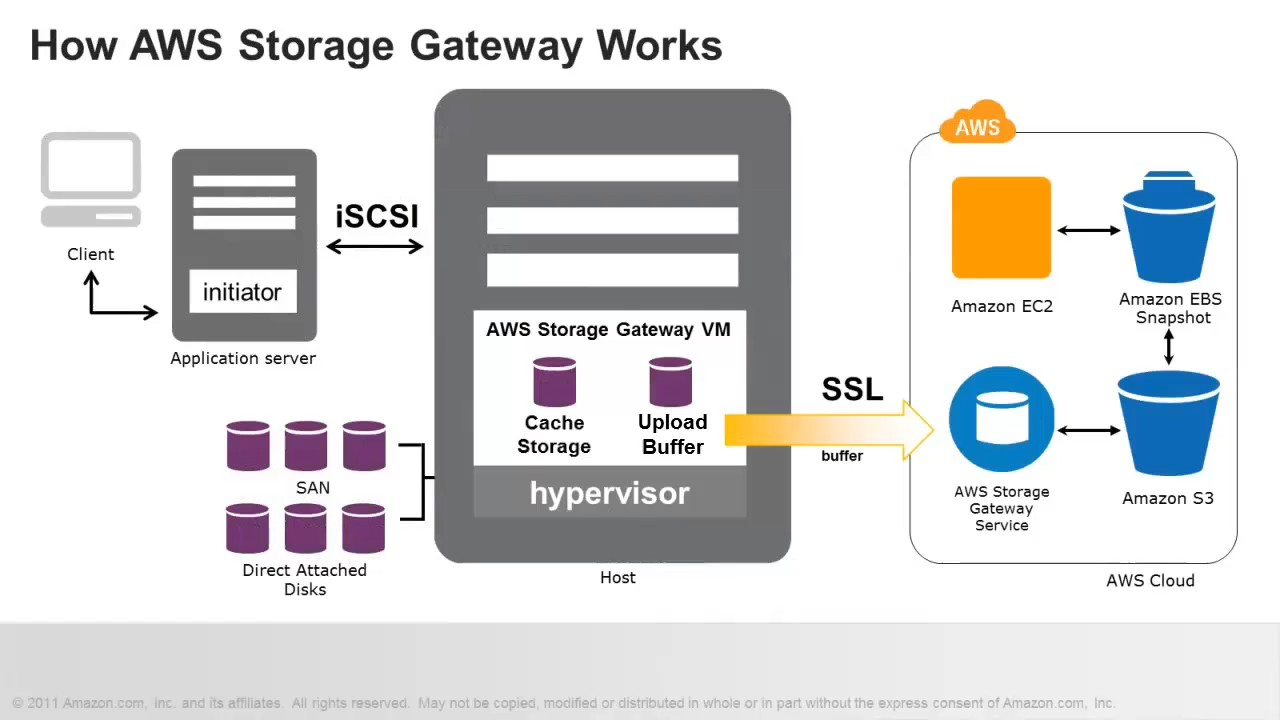 How AWS Storage Gateway Works
AWS
Client
iSCSI
initiator
Application server
AWS Storage Gateway VM
Cache
Storage
Upload
Buffer
hypervisor
Host
SAN
Direct Attached
Disks
SSL
buffer
Amazon EC2
Amazon EBS
Snapshot
AWS Storage
Gateway
Service
Amazon S3
AWS Cloud
© 2011 Amazon.com, Inc. and its affiliates. All rights reserved. May not be copied, modified or distributed in whole or in part without the express consent of Amazon.com, Inc.